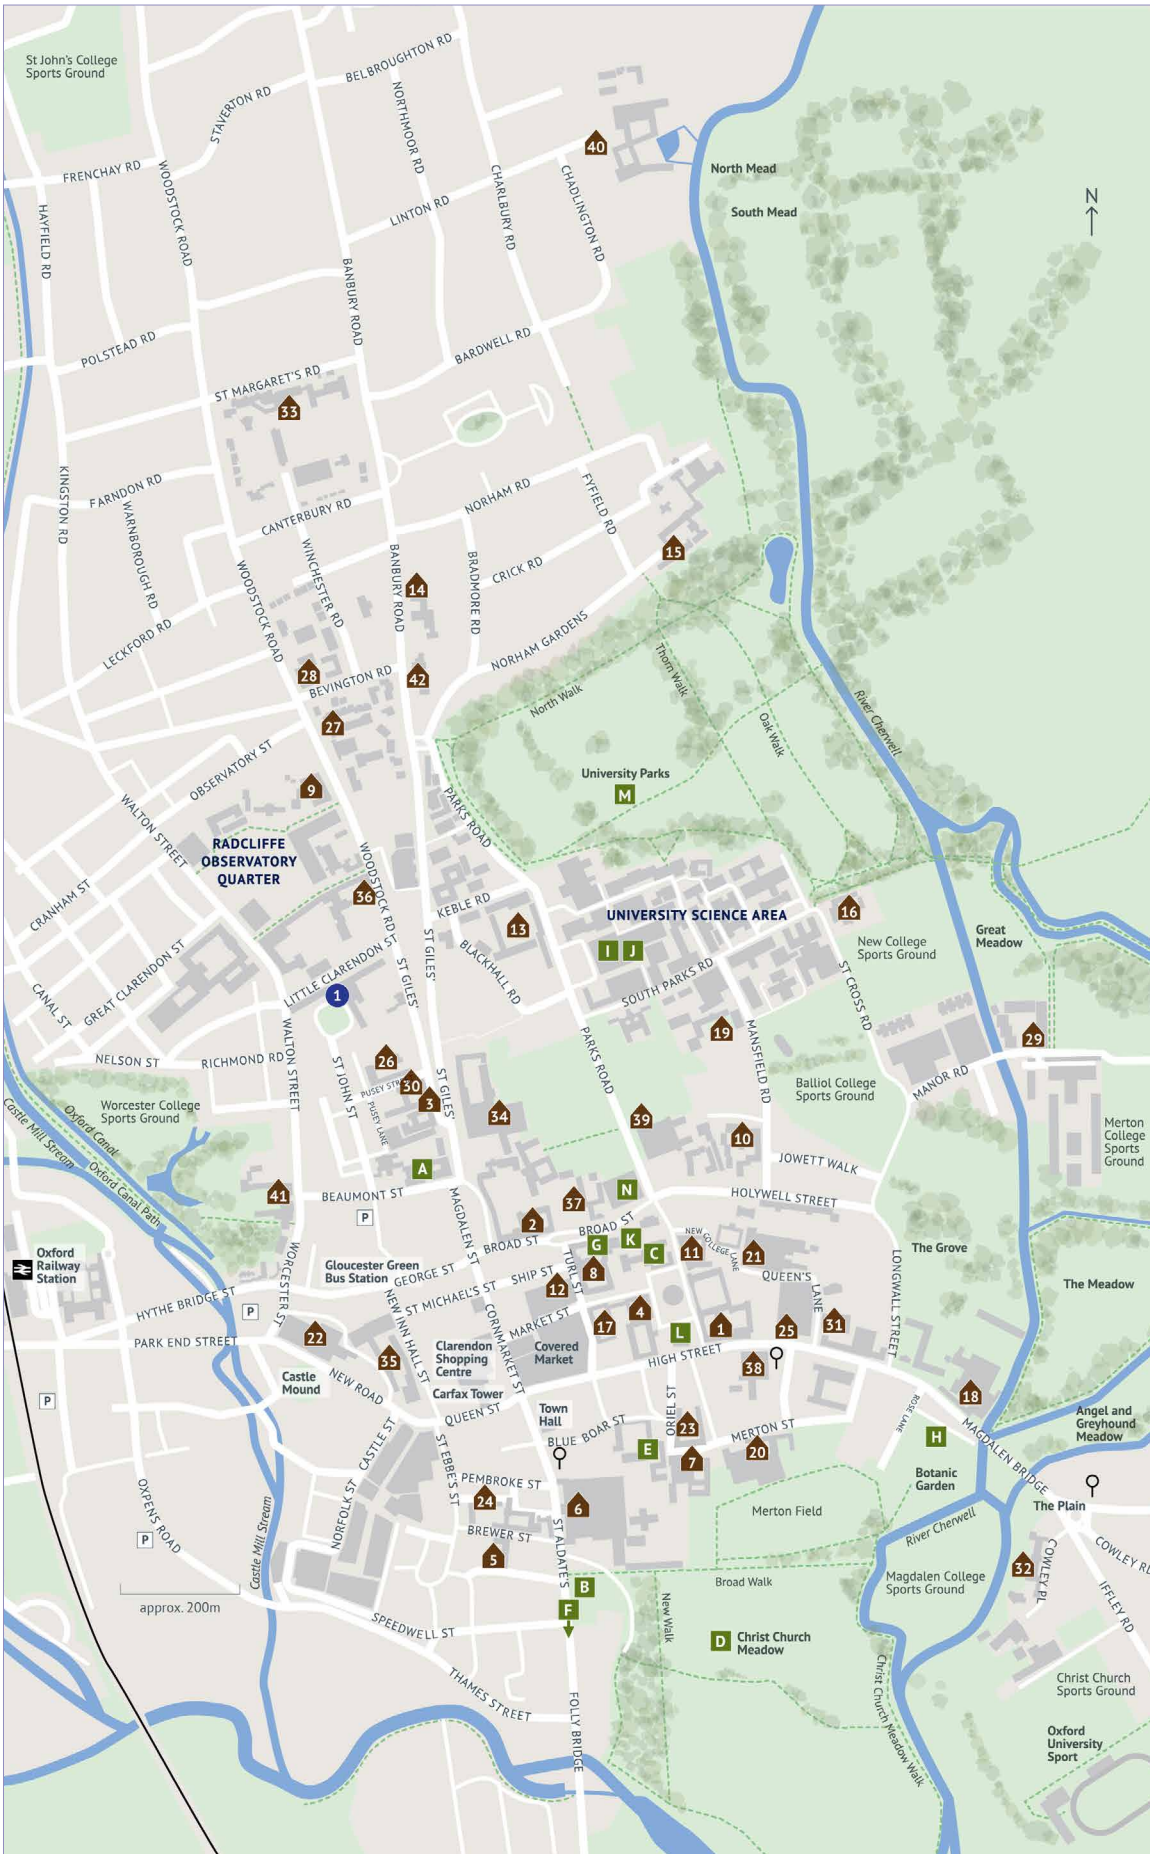 St John's College
Sports Ground
BELBROUGHTON RD
STAVERTON RD
NORTHMOOR RD
40
FRENCHAY RD
WOODSTOCK ROAD
CHARLBURY RD
CHADLINGTON RD
North Mead
South Mead
N
HAYFIELD RD
LINTON RD
BANBURY ROAD
POLSTEAD RD
BARDWELL RD
ST MARGARET'S RD
33
KINGSTON RD
FARNDON RD
WARNBOROUGH RD
CANTERBURY RD
NORHAM RD
FYFIELD RD
WINCHESTER RD
BANBURY ROAD
BRADMORE RD
CRICK RD
15
14
WOODSTOCK ROAD
LECKFORD RD
NORHAM GARDENS
28
BEVINGTON RD
42
North Walk
Thorn Walk
Oak Walk
River Cherwell
27
OBSERVATORY ST
9
University Parks
M
WALTON STREET
PARKS ROAD
RADCLIFFE
OBSERVATORY
QUARTER
WOODSTOCK RD
36
CRANHAM ST
KEBLE RD
13
UNIVERSITY SCIENCE AREA
16
I
J
New College
Sports Ground
Great
Meadow
ST GILES'
BLACKHALL RD
GREAT CLARENDON ST
LITTLE CLARENDON ST
ST GILES'
SOUTH PARKS RD
ST CROSS RD
CANAL ST
1
WALTON STREET
19
MANSFIELD RD
29
NELSON ST
RICHMOND RD
ST JOHN ST
26
PARKS ROAD
MANOR RD
Balliol College
Sports Ground
PUSEY STREET
30
3
ST GILES'
34
39
Worcester College
Sports Ground
Oxford Canal
Castle Mill Stream
Oxford Canal Path
PUSEY LANE
10
Merton
College
Sports
Ground
A
JOWETT WALK
41
BEAUMONT ST
MAGDALEN ST
37
N
HOLYWELL STREET
P
2
BROAD ST
BROAD ST
G
K
C
NEW
COLLEGE LANE
11
21
The Grove
LONGWALL STREET
Oxford
Railway
Station
WORCESTER ST
Gloucester Green
Bus Station
GEORGE ST
SHIP ST
TURL ST
8
QUEEN'S
LANE
The Meadow
HYTHE BRIDGE ST
P
NEW INN HALL ST
ST MICHAEL'S ST
12
PARK END STREET
22
CORNMARKET ST
MARKET ST
17
4
L
1
25
31
35
Clarendon
Shopping
Centre
Covered
Market
HIGH STREET
38
Castle
Mound
NEW ROAD
Carfax Tower
QUEEN ST
Town
Hall
18
P
ORIEL ST
23
ROSE LANE
MAGDALEN BRIDGE
Angel and
Greyhound
Meadow
CASTLE ST
ST EBBE'S ST
BLUE BOAR ST
E
7
MERTON ST
20
H
Botanic
Garden
OXPENS ROAD
NORFOLK ST
PEMBROKE ST
24
6
Merton Field
The Plain
River Cherwell
P
Castle Mill Stream
BREWER ST
5
ST ALDATE'S
COWLEY RD
32
COWLEY PL
IFFLEY RD
B
Broad Walk
Magdalen College
Sports Ground
approx. 200m
F
SPEEDWELL ST
New Walk
D
Christ Church
Meadow
THAMES STREET
Christ Church Meadow Walk
Christ Church
Sports Ground
FOLLY BRIDGE
Oxford
University
Sport